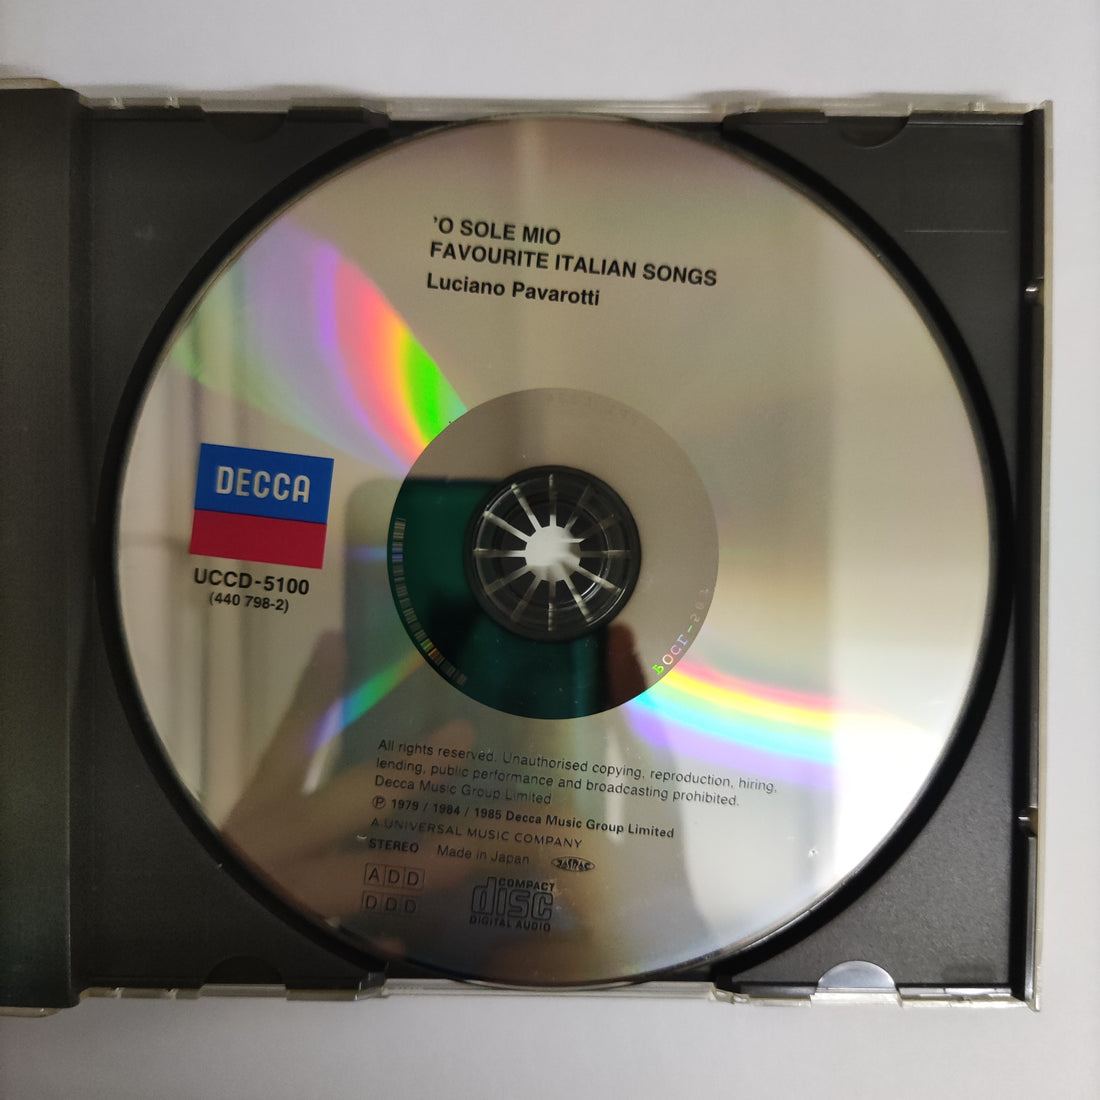 'O SOLE MIO
FAVOURITE ITALIAN SONGS
Luciano Pavarotti
DECCA
UCCD-5100
(440 798-2)
All rights reserved. Unauthorised copying, reproduction, hiring,
lending, public performance and broadcasting prohibited.
Decca Music Group Limited
℗ 1979 / 1984 / 1985 Decca Music Group Limited
A UNIVERSAL MUSIC COMPANY
STEREO Made in Japan JASRAC
ADD
DDD
COMPACT
disc
DIGITAL AUDIO